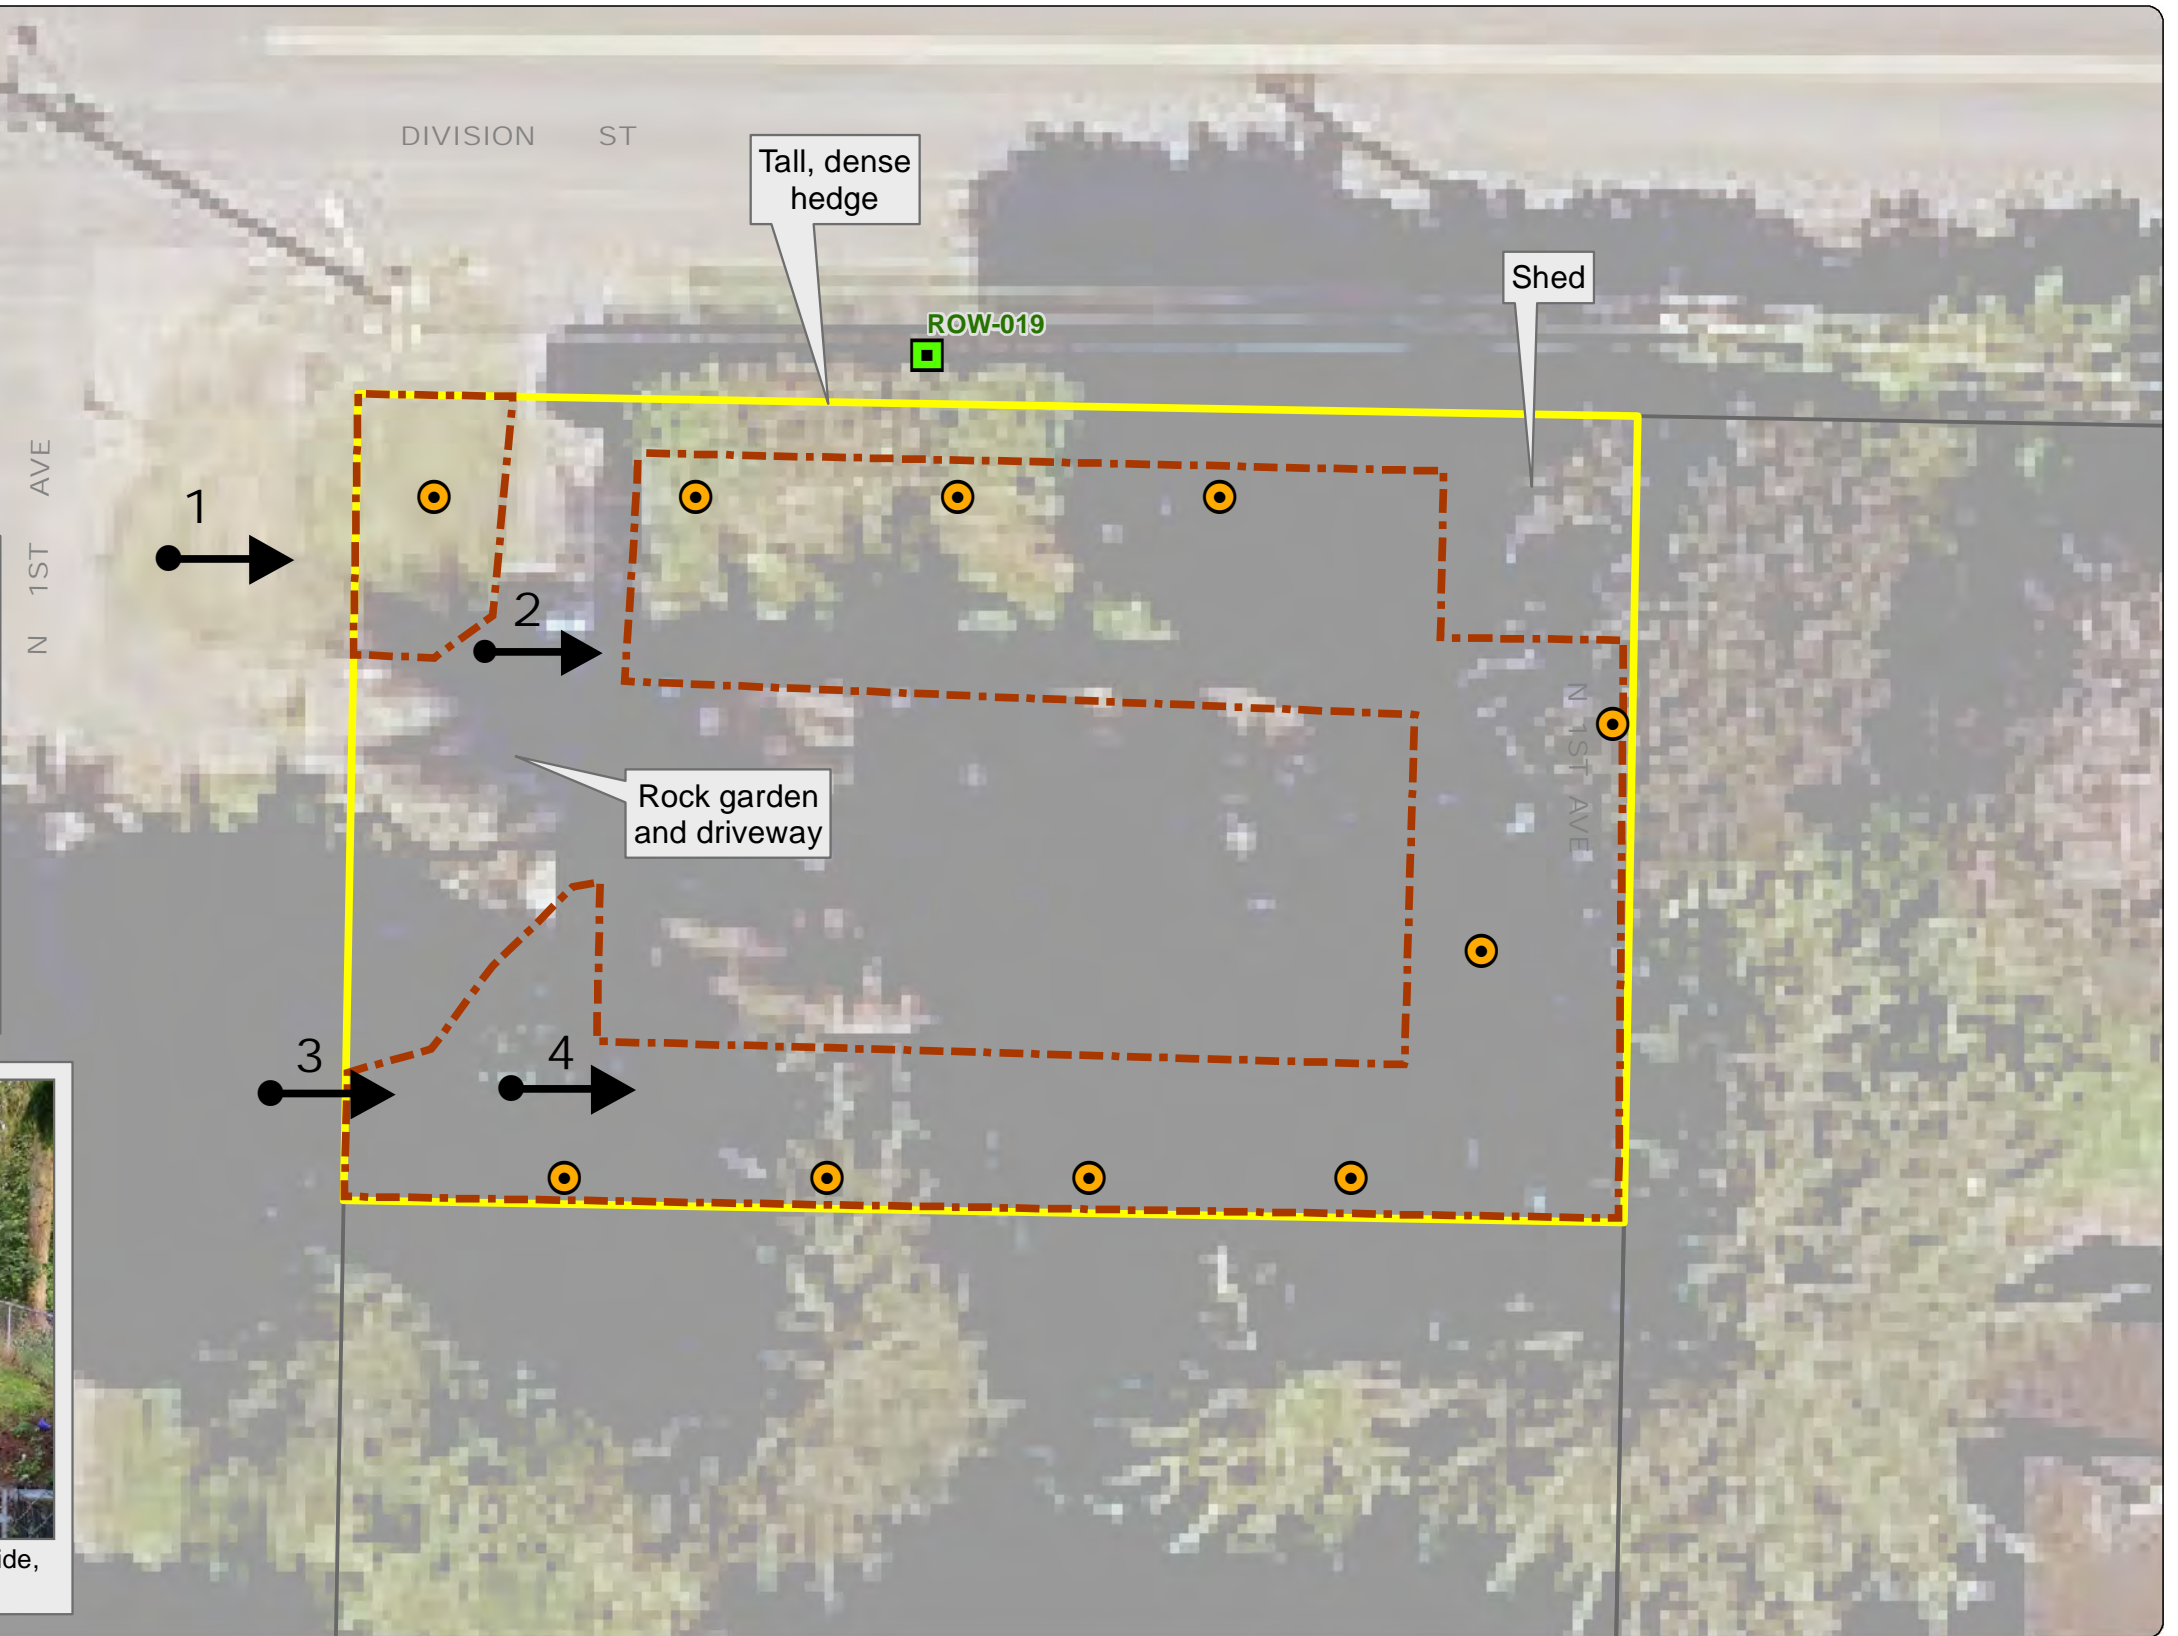 DIVISION ST
Tall, dense
hedge
Shed
ROW-019
N 1ST AVE
1
2
N 1ST AVE
Rock garden
and driveway
3
4
ide,